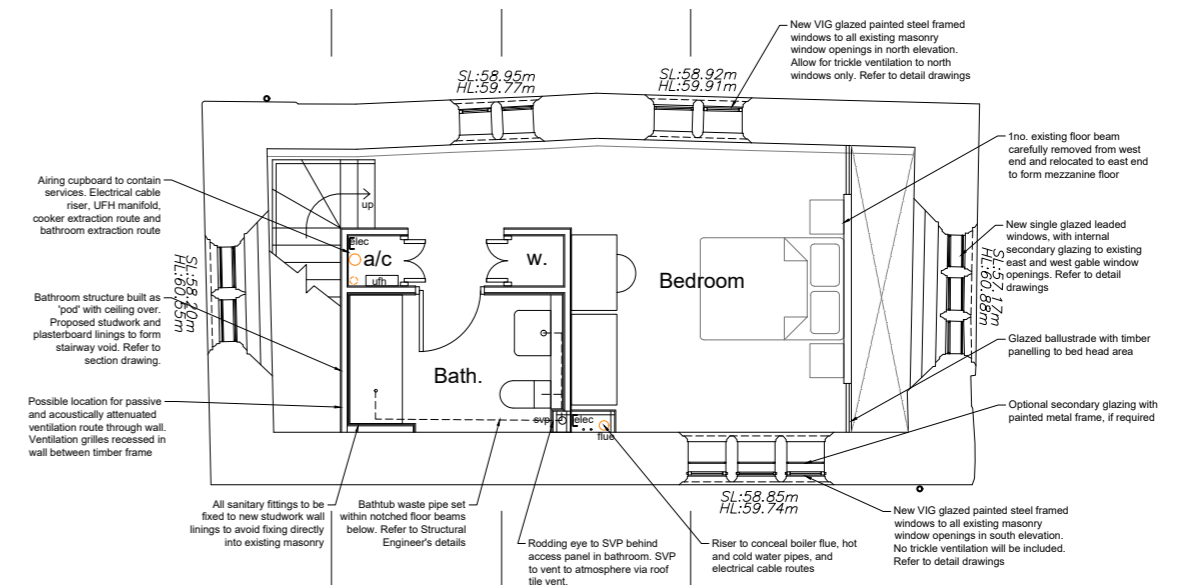 New VIG glazed painted steel framed
windows to all existing masonry
window openings in north elevation.
Allow for trickle ventilation to north
windows only. Refer to detail drawings
SL:58.95m
HL:59.77m
SL:58.92m
HL:59.91m
1no. existing floor beam
carefully removed from west
end and relocated to east end
to form mezzanine floor
Airing cupboard to contain
services. Electrical cable
riser, UFH manifold,
cooker extraction route and
bathroom extraction route
up
elec
a/c
ufh
w.
Bedroom
New single glazed leaded
windows, with internal
secondary glazing to existing
east and west gable window
openings. Refer to detail
drawings
SL:57.17m
HL:60.88m
SL:58.20m
HL:60.55m
Bathroom structure built as
'pod' with ceiling over.
Proposed studwork and
plasterboard linings to form
stairway void. Refer to
section drawing.
Bath.
Glazed ballustrade with timber
panelling to bed head area
Possible location for passive
and acoustically attenuated
ventilation route through wall.
Ventilation grilles recessed in
wall between timber frame
svp
elec
flue
Optional secondary glazing with
painted metal frame, if required
SL:58.85m
HL:59.74m
All sanitary fittings to be
fixed to new studwork wall
linings to avoid fixing directly
into existing masonry
Bathtub waste pipe set
within notched floor beams
below. Refer to Structural
Engineer's details
Rodding eye to SVP behind
access panel in bathroom. SVP
to vent to atmosphere via roof
tile vent.
Riser to conceal boiler flue, hot
and cold water pipes, and
electrical cable routes
New VIG glazed painted steel framed
windows to all existing masonry
window openings in south elevation.
No trickle ventilation will be included.
Refer to detail drawings